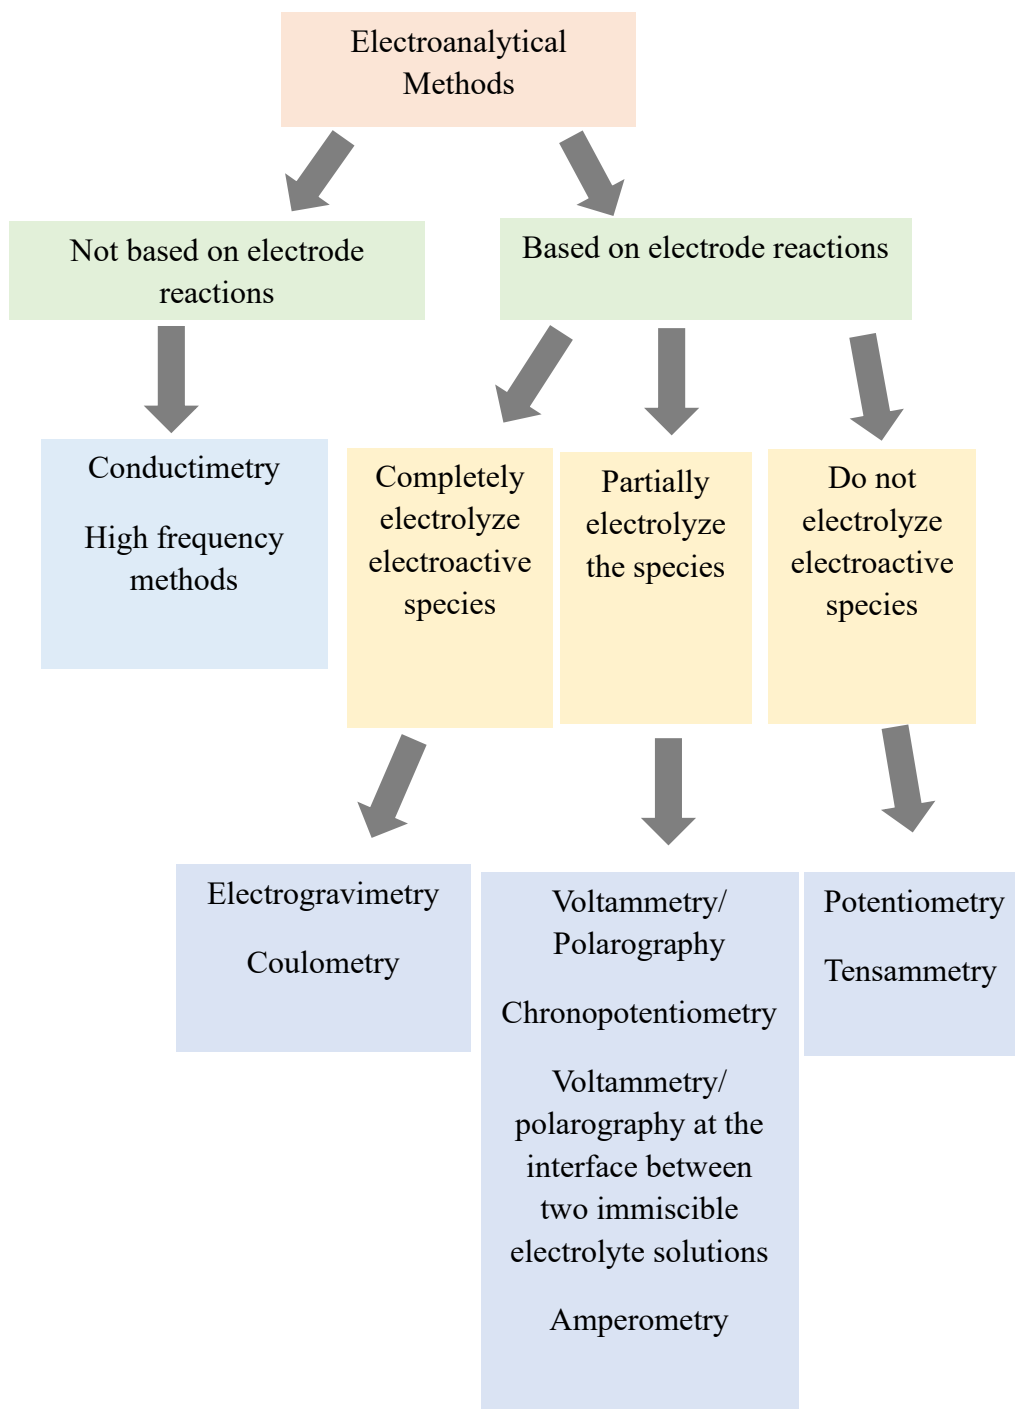 Electroanalytical
Methods
Not based on electrode
reactions
Based on electrode reactions
Conductimetry
High frequency
methods
Completely
electrolyze
electroactive
species
Partially
electrolyze
the species
Do not
electrolyze
electroactive
species
Electrogravimetry
Coulometry
Voltammetry/
Polarography
Chronopotentiometry
Voltammetry/
polarography at the
interface between
two immiscible
electrolyte solutions
Amperometry
Potentiometry
Tensammetry